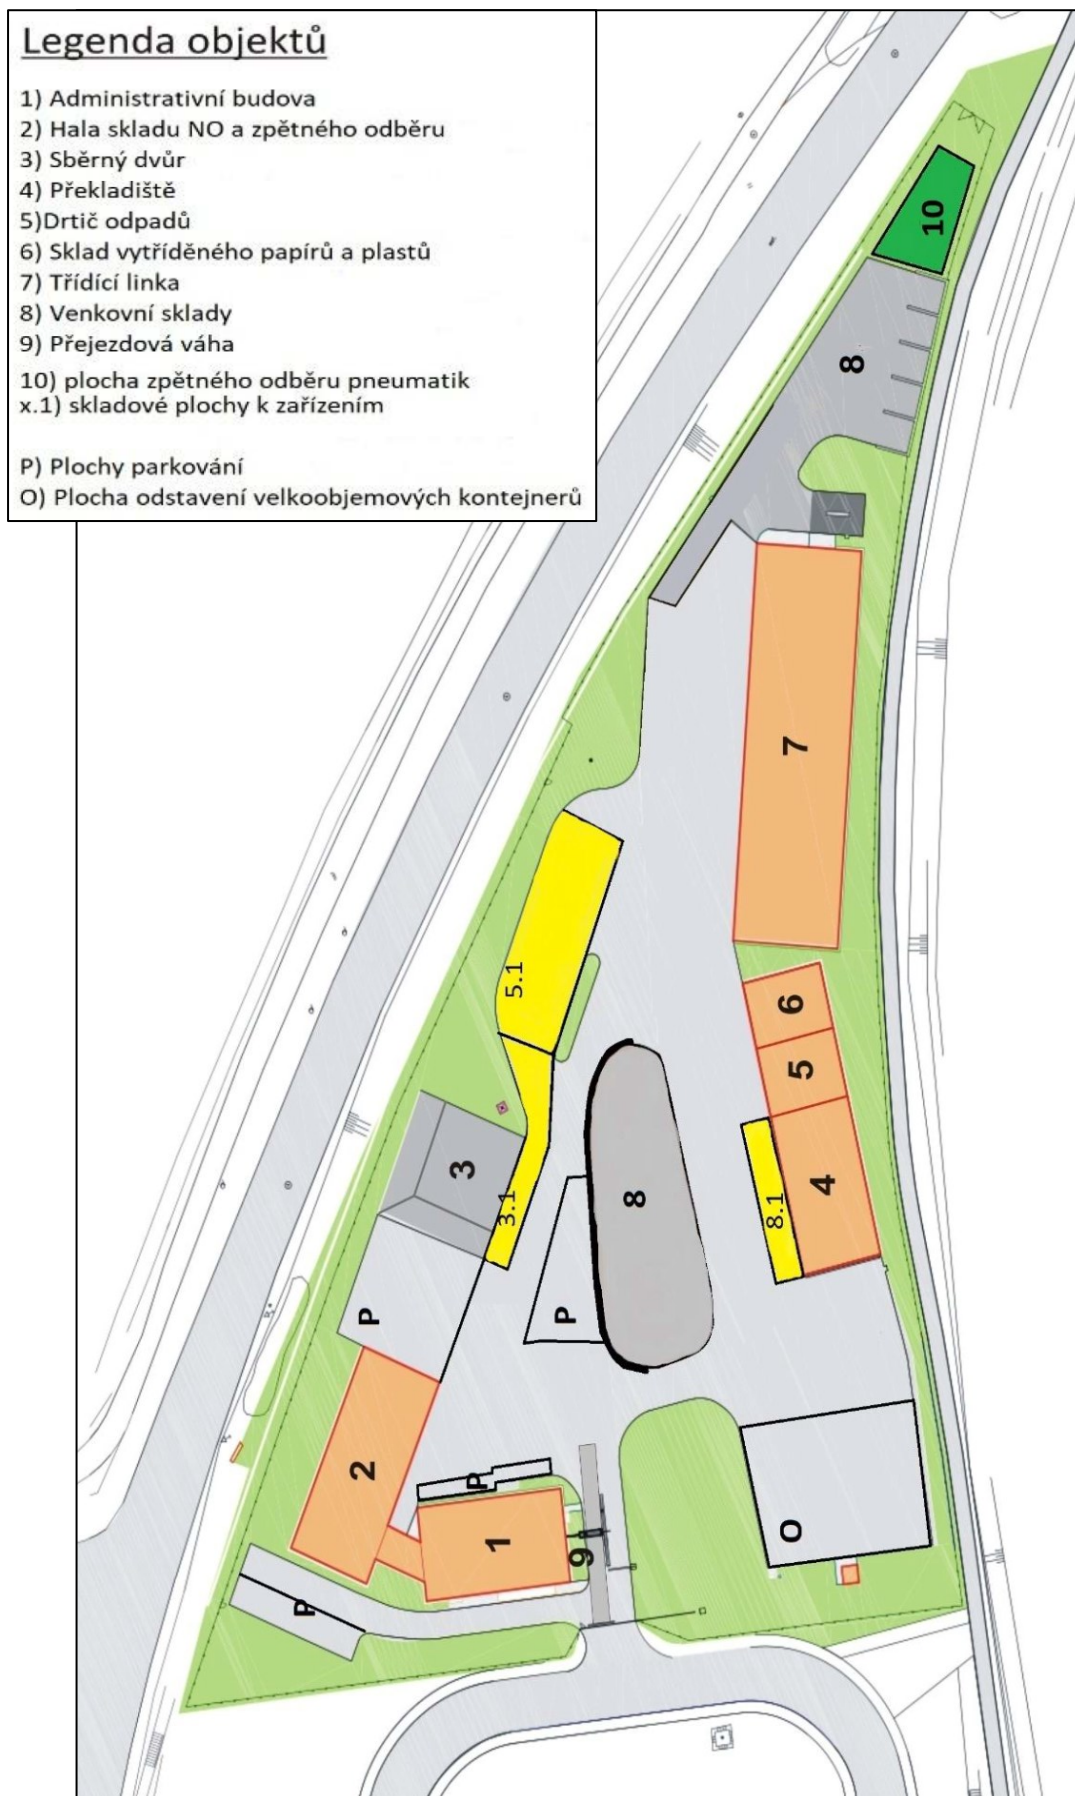 Legenda objektů
1) Administrativní budova
2) Hala skladu NO a zpětného odběru
3) Sběrný dvůr
4) Překladiště
5)Drtič odpadů
6) Sklad vytříděného papírů a plastů
7) Třídící linka
8) Venkovní sklady
9) Přejezdová váha
10) plocha zpětného odběru pneumatik
x.1) skladové plochy k zařízením
P) Plochy parkování
O) Plocha odstavení velkoobjemových kontejnerů
10
8
7
5.1
6
5
3
3.1
8
8.1
4
P
P
2
P
1
9
O
P